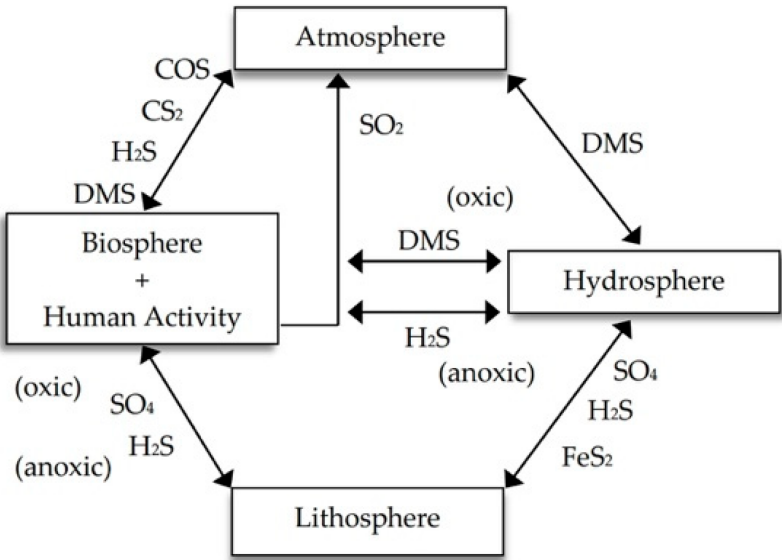 Atmosphere
COS
CS₂
SO₂
H₂S
DMS
DMS
(oxic)
Biosphere
+
Human Activity
DMS
Hydrosphere
H₂S
(anoxic)
SO₄
(oxic)
SO₄
H₂S
H₂S
FeS₂
(anoxic)
Lithosphere